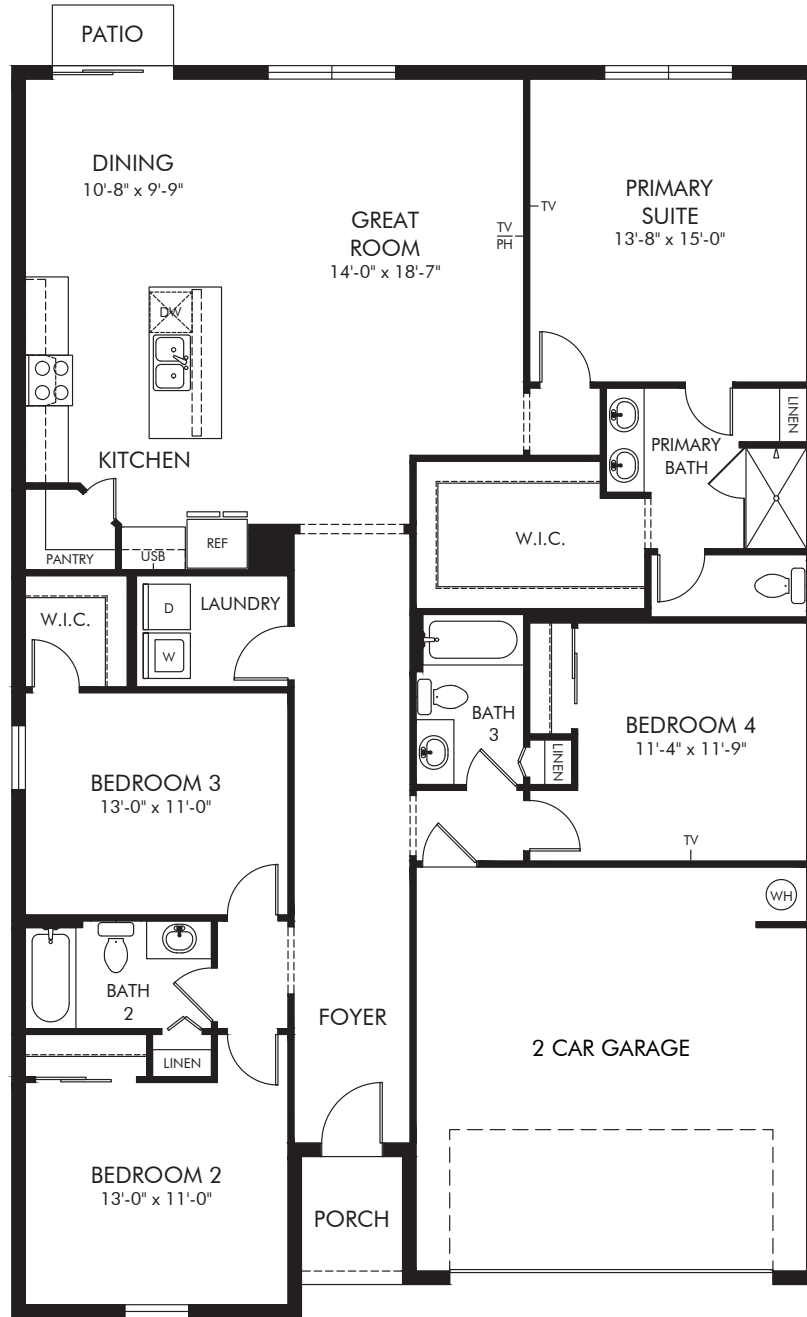 PATIO
DINING
10'-8" x 9'-9"
GREAT
ROOM
14'-0" x 18'-7"
TV
PH
TV
PRIMARY
SUITE
13'-8" x 15'-0"
DW
KITCHEN
PANTRY
USB
REF
LINEN
PRIMARY
BATH
W.I.C.
W.I.C.
D
W
LAUNDRY
BATH
3
LINEN
BEDROOM 4
11'-4" x 11'-9"
TV
BEDROOM 3
13'-0" x 11'-0"
WH
BATH
2
LINEN
FOYER
2 CAR GARAGE
BEDROOM 2
13'-0" x 11'-0"
PORCH